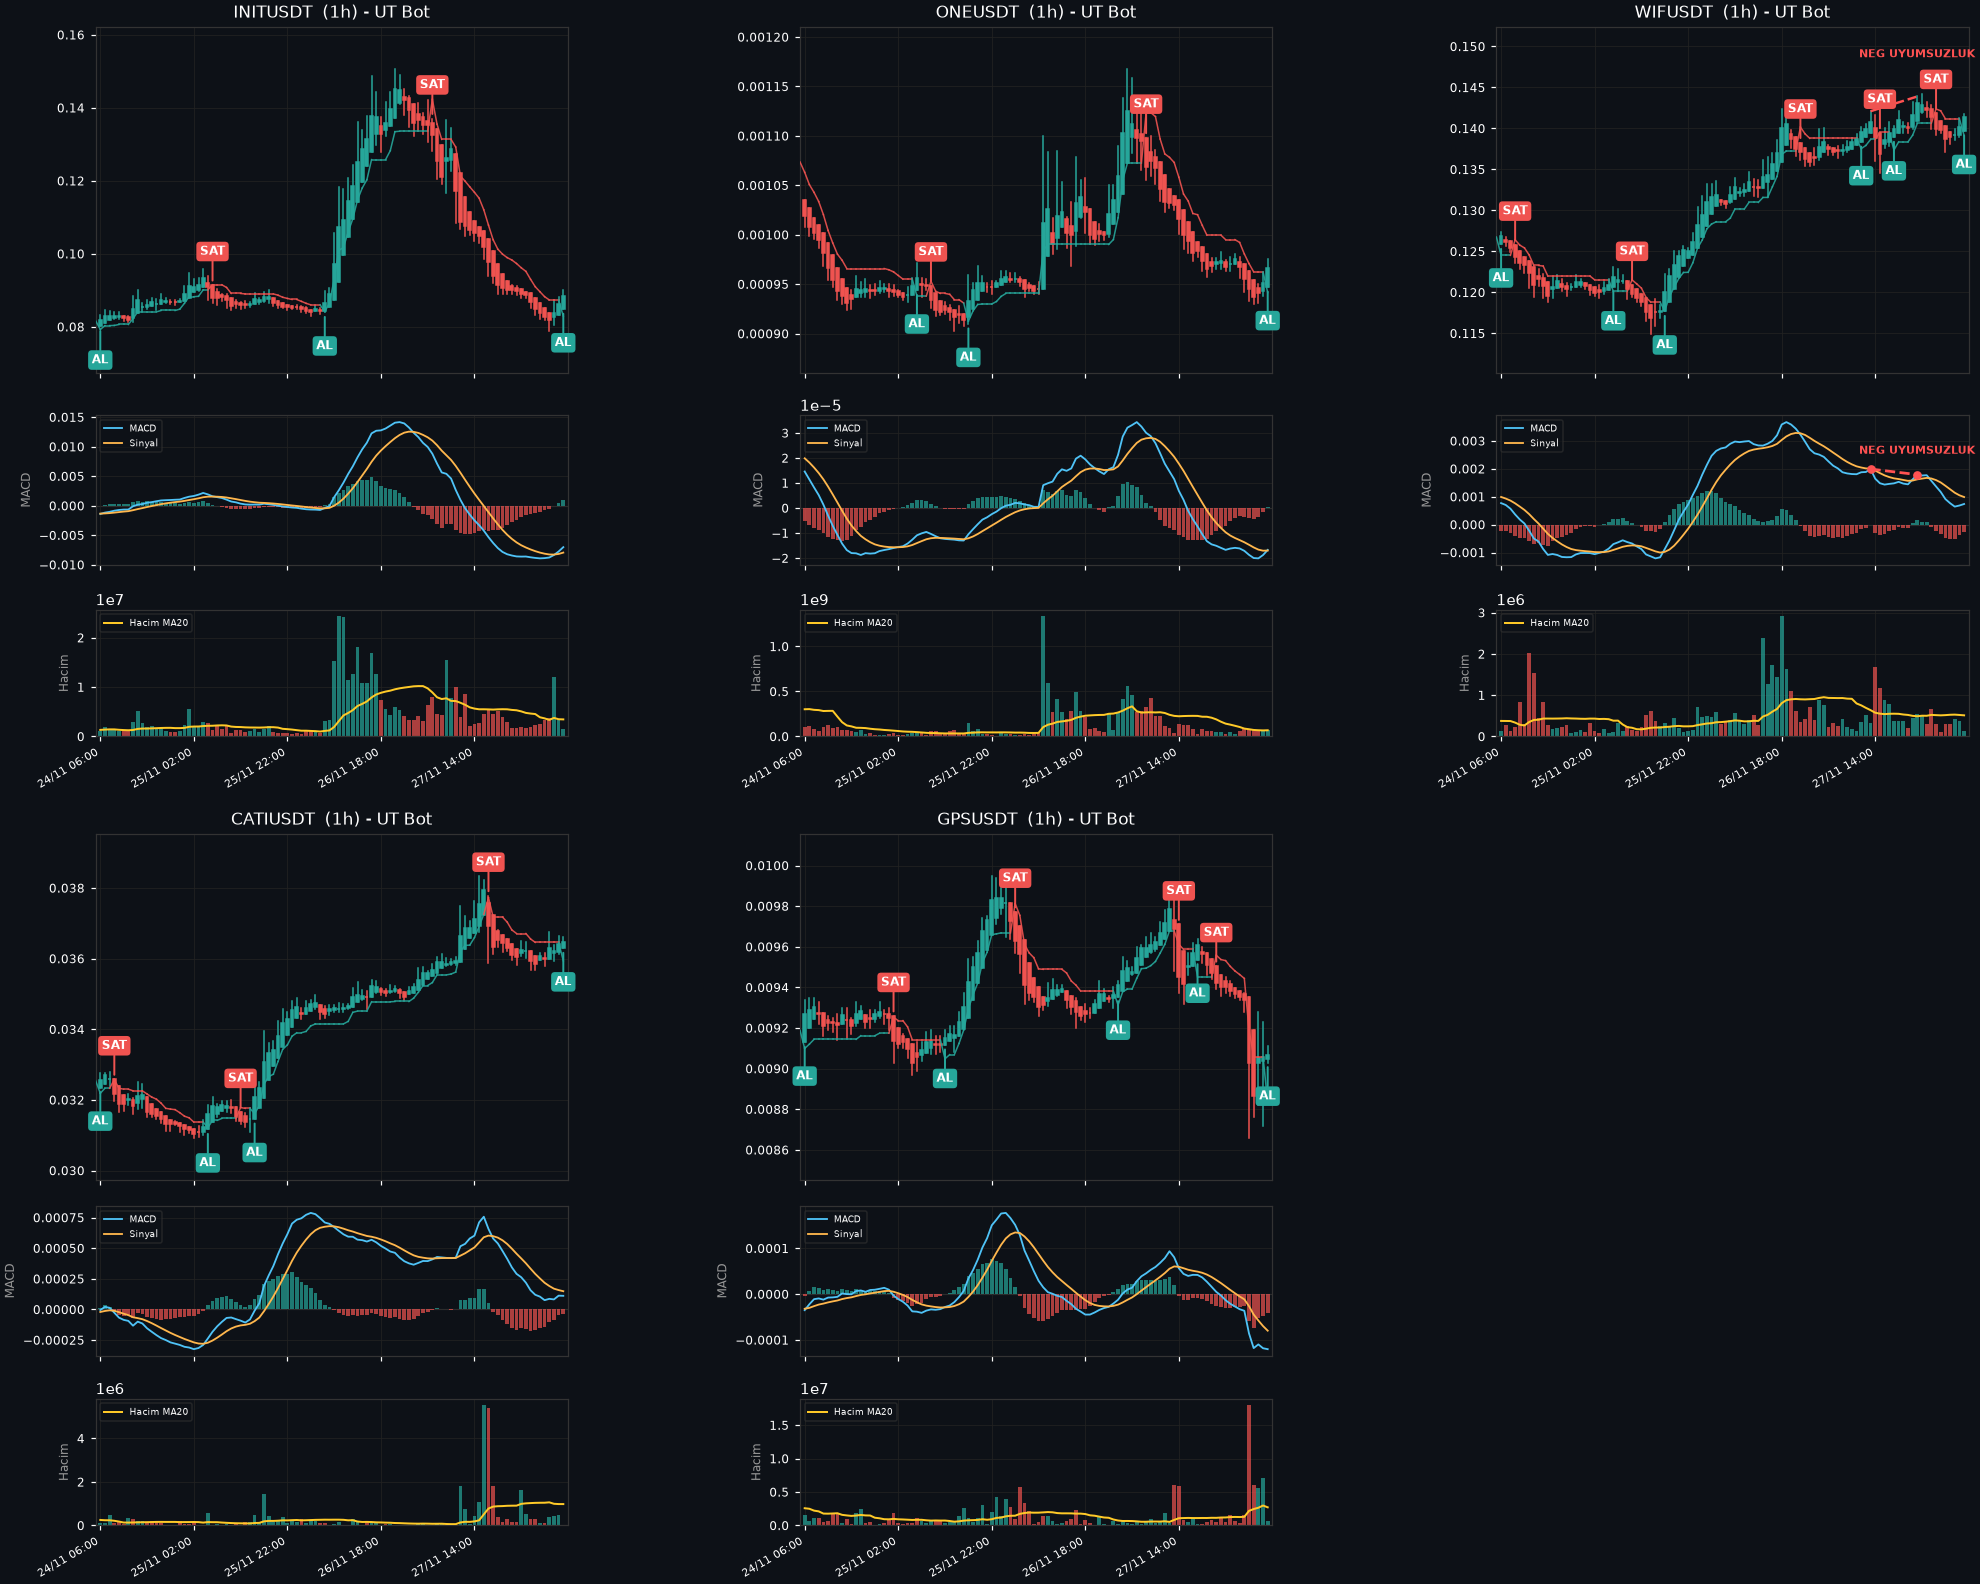 INITUSDT  (1h) - UT Bot
0.16
0.14
0.12
0.10
0.08
SAT
SAT
AL
AL
AL
MACD
0.015
0.010
0.005
0.000
−0.005
−0.010
MACD
Sinyal
1e7
Hacim
2
1
0
Hacim MA20
24/11 06:00
25/11 02:00
25/11 22:00
26/11 18:00
27/11 14:00
ONEUSDT  (1h) - UT Bot
0.00120
0.00115
0.00110
0.00105
0.00100
0.00095
0.00090
SAT
SAT
AL
AL
AL
1e−5
MACD
3
2
1
0
−1
−2
MACD
Sinyal
1e9
Hacim
1.0
0.5
0.0
Hacim MA20
24/11 06:00
25/11 02:00
25/11 22:00
26/11 18:00
27/11 14:00
WIFUSDT  (1h) - UT Bot
0.150
0.145
0.140
0.135
0.130
0.125
0.120
0.115
NEG UYUMSUZLUK
SAT
SAT
SAT
SAT
SAT
AL
AL
AL
AL
AL
AL
MACD
0.003
0.002
0.001
0.000
−0.001
MACD
Sinyal
NEG UYUMSUZLUK
1e6
Hacim
3
2
1
0
Hacim MA20
24/11 06:00
25/11 02:00
25/11 22:00
26/11 18:00
27/11 14:00
CATIUSDT  (1h) - UT Bot
0.038
0.036
0.034
0.032
0.030
SAT
SAT
SAT
AL
AL
AL
AL
MACD
0.00075
0.00050
0.00025
0.00000
−0.00025
MACD
Sinyal
1e6
Hacim
4
2
0
Hacim MA20
24/11 06:00
25/11 02:00
25/11 22:00
26/11 18:00
27/11 14:00
GPSUSDT  (1h) - UT Bot
0.0100
0.0098
0.0096
0.0094
0.0092
0.0090
0.0088
0.0086
SAT
SAT
SAT
SAT
AL
AL
AL
AL
AL
MACD
0.0001
0.0000
−0.0001
MACD
Sinyal
1e7
Hacim
1.5
1.0
0.5
0.0
Hacim MA20
24/11 06:00
25/11 02:00
25/11 22:00
26/11 18:00
27/11 14:00